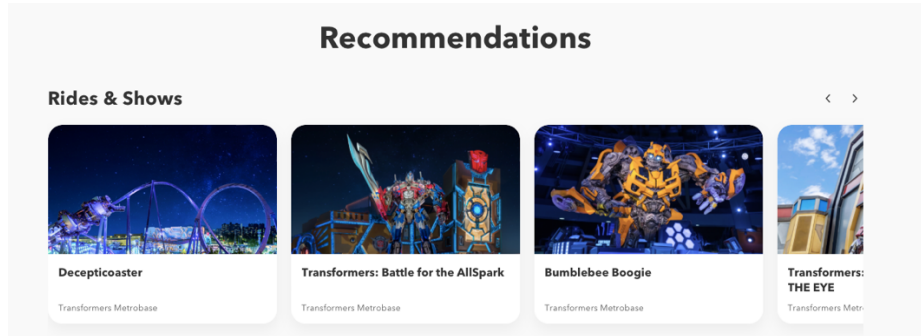 Recommendations
Rides & Shows
Decepticoaster
Transformers Metrobase
Transformers: Battle for the AllSpark
Transformers Metrobase
Bumblebee Boogie
Transformers Metrobase
Transformers:
THE EYE
Transformers